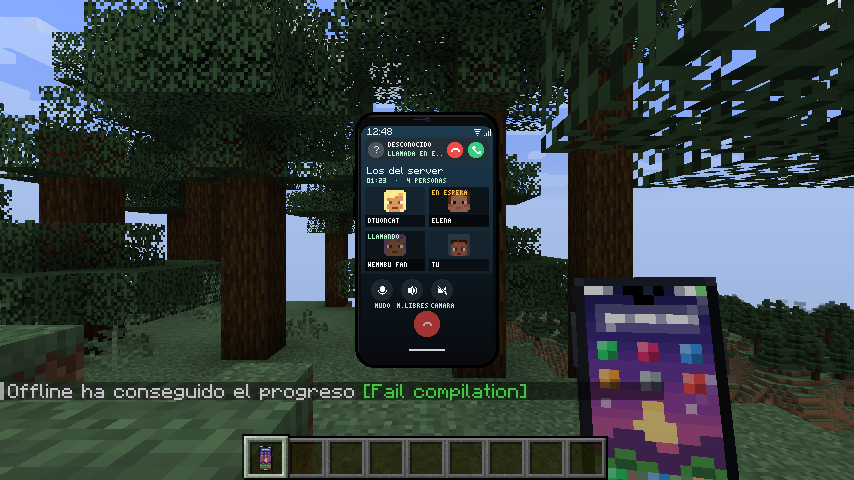 12:48
?
DESCONOCIDO
LLAMADA EN E..
Los del server
01:23 · 4 PERSONAS
DTWONCAT
EN ESPERA
ELENA
LLAMANDO
WEMMBU FAN
TU
MUDO M.LIBRES CAMARA
Offline ha conseguido el progreso [Fail compilation]